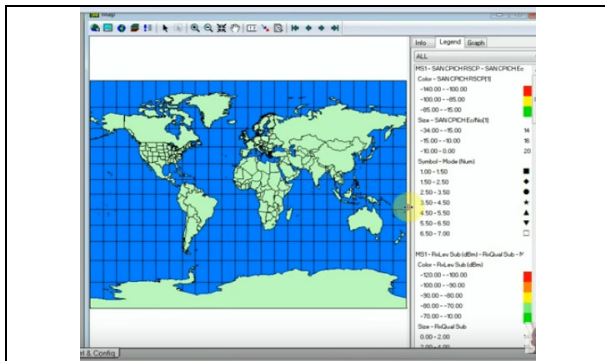 Map
Info Legend Graph
ALL
MS1 - SAN CPICH RSCP - SAN CPICH Ec
Color - SAN CPICH RSCP[1]
-140.00 - -100.00
-100.00 - -85.00
-85.00 - -15.00
Size - SAN CPICH Ec/No[1]
-34.00 - -15.00 14
-15.00 - -10.00 16
-10.00 - 0.00 20
Symbol - Mode (Num)
1.00 - 1.50
1.50 - 2.50
2.50 - 3.50
3.50 - 4.50
4.50 - 5.50
5.50 - 6.50
6.50 - 7.00
MS1 - RxLev Sub (dBm) - RxQual Sub - M
Color - RxLev Sub (dBm)
-120.00 - -100.00
-100.00 - -90.00
-90.00 - -80.00
-80.00 - -70.00
-70.00 - -10.00
Size - RxQual Sub
0.00 - 2.00
2.00 - 4.00
& Config